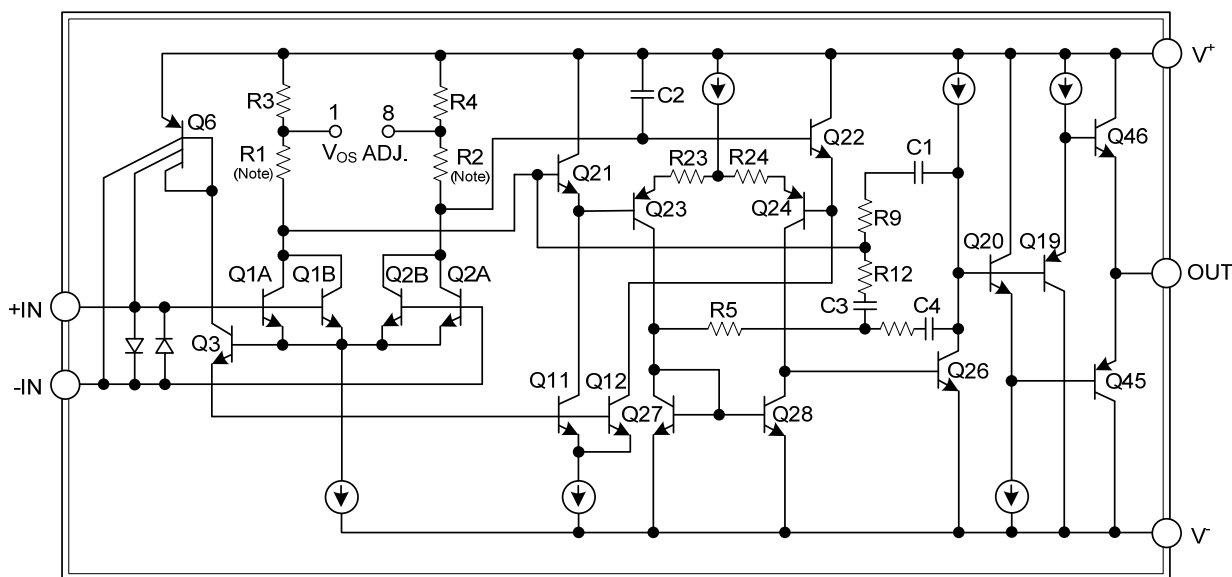 V+
R3
R4
1
8
C2
Q6
Q46
VOS ADJ.
R1
(Note)
R2
(Note)
Q22
C1
R23
R24
Q21
Q23
Q24
R9
Q20
Q19
Q1A
Q1B
Q2B
Q2A
R12
OUT
+IN
C3
C4
Q3
R5
-IN
Q26
Q11
Q12
Q45
Q27
Q28
V-